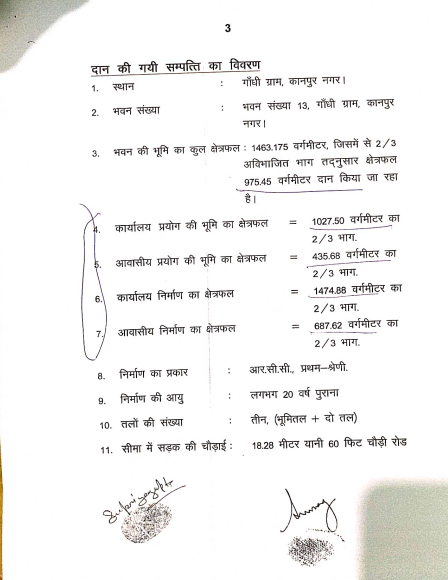 3
दान की गयी सम्पत्ति का विवरण
1. स्थान : गाँधी ग्राम, कानपुर नगर।
2. भवन संख्या : भवन संख्या 13, गाँधी ग्राम, कानपुर
नगर।
3. भवन की भूमि का कुल क्षेत्रफल : 1463.175 वर्गमीटर, जिसमें से 2/3
अविभाजित भाग तद्नुसार क्षेत्रफल
975.45 वर्गमीटर दान किया जा रहा
है।
4. कार्यालय प्रयोग की भूमि का क्षेत्रफल = 1027.50 वर्गमीटर का
2/3 भाग.
5. आवासीय प्रयोग की भूमि का क्षेत्रफल = 435.68 वर्गमीटर का
2/3 भाग.
6. कार्यालय निर्माण का क्षेत्रफल = 1474.88 वर्गमीटर का
2/3 भाग.
7. आवासीय निर्माण का क्षेत्रफल = 687.62 वर्गमीटर का
2/3 भाग.
8. निर्माण का प्रकार : आर.सी.सी., प्रथम–श्रेणी.
9. निर्माण की आयु : लगभग 20 वर्ष पुराना
10. तलों की संख्या : तीन, (भूमितल + दो तल)
11. सीमा में सड़क की चौड़ाई : 18.28 मीटर यानी 60 फिट चौड़ी रोड